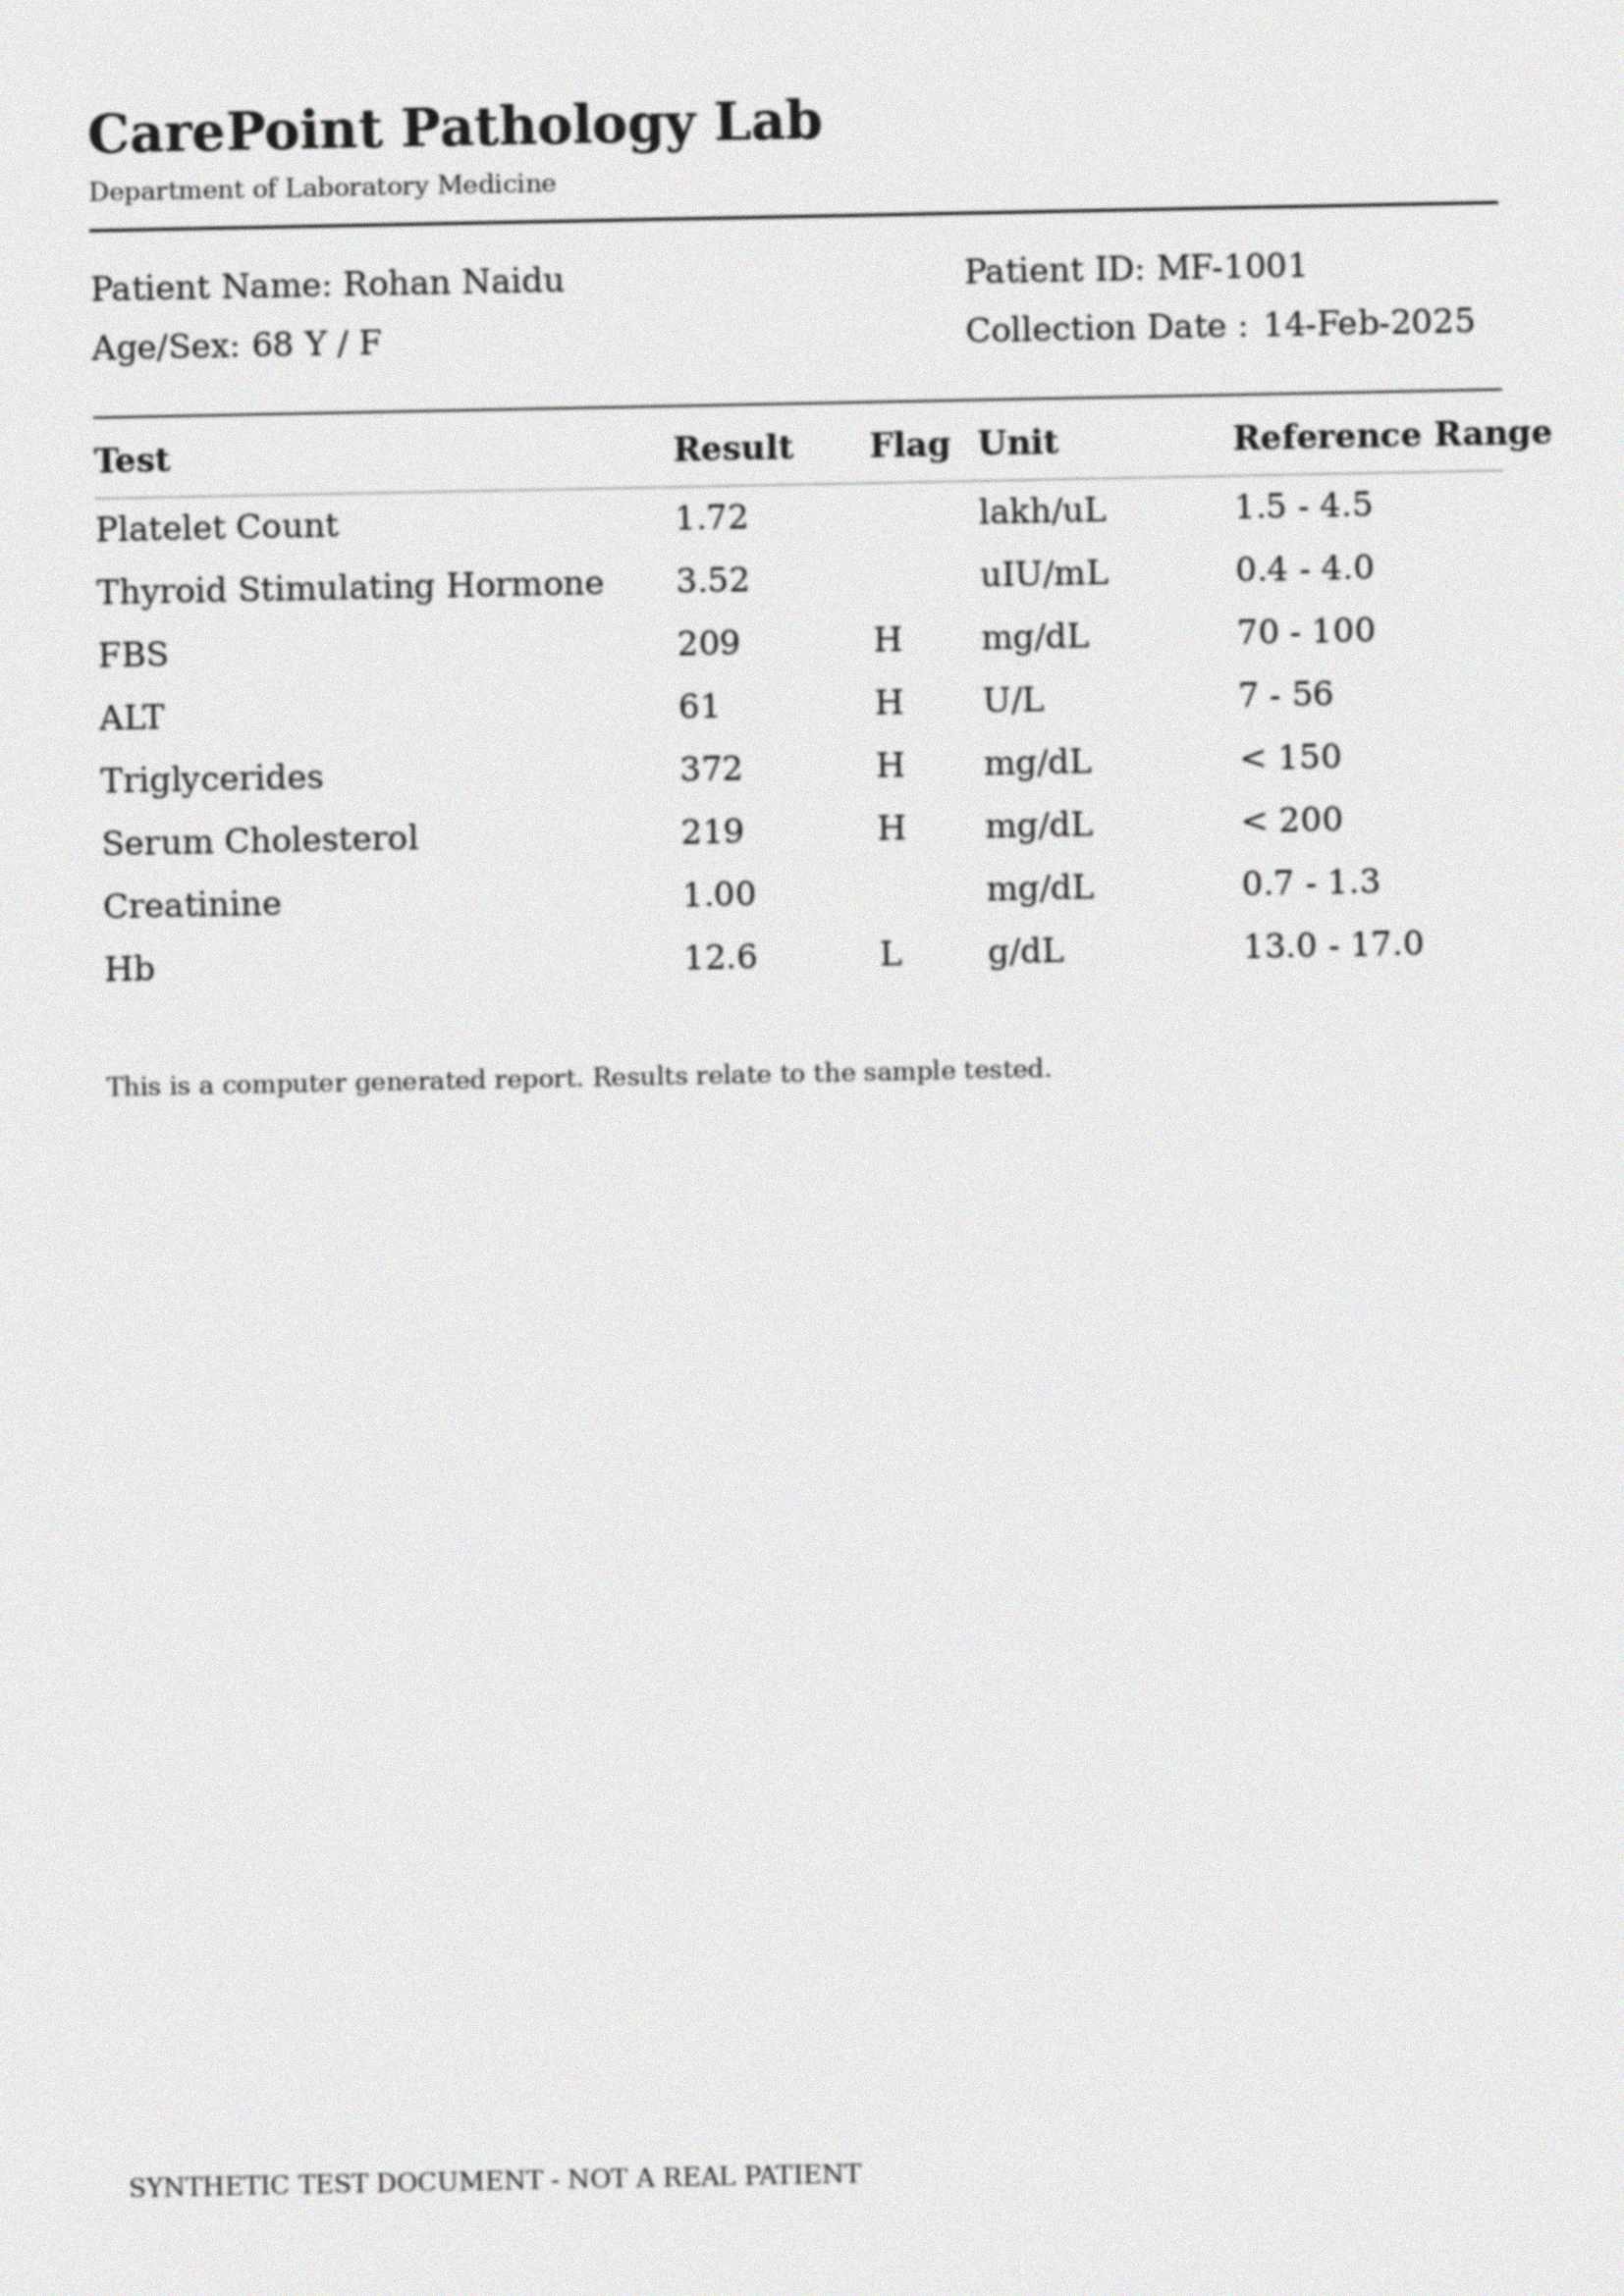 CarePoint Pathology Lab
Department of Laboratory Medicine
Patient Name: Rohan Naidu Patient ID: MF-1001
Age/Sex: 68 Y / F Collection Date : 14-Feb-2025
Test Result Flag Unit Reference Range
Platelet Count 1.72 lakh/uL 1.5 - 4.5
Thyroid Stimulating Hormone 3.52 uIU/mL 0.4 - 4.0
FBS 209 H mg/dL 70 - 100
ALT 61 H U/L 7 - 56
Triglycerides 372 H mg/dL < 150
Serum Cholesterol 219 H mg/dL < 200
Creatinine 1.00 mg/dL 0.7 - 1.3
Hb 12.6 L g/dL 13.0 - 17.0
This is a computer generated report. Results relate to the sample tested.
SYNTHETIC TEST DOCUMENT - NOT A REAL PATIENT